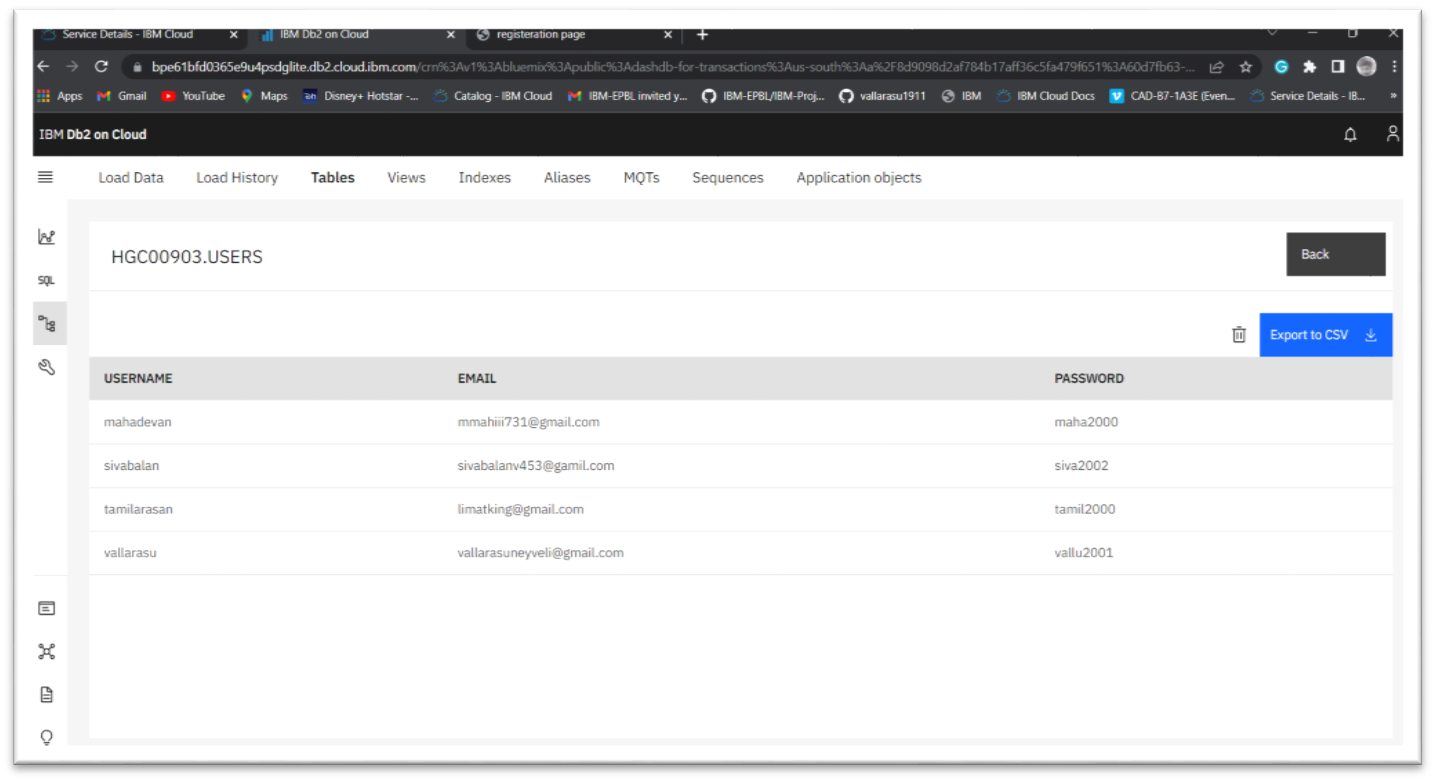 Service Details - IBM Cloud IBM Db2 on Cloud registeration page
bpe61bfd0365e9u4psdglite.db2.cloud.ibm.com/crn%3Av1%3Abluemix%3Apublic%3Adashdb-for-transactions%3Aus-south%3Aa%2F8d9098d2af784b17aff36c5fa479f651%3A60d7fb63-...
Apps Gmail YouTube Maps Disney+ Hotstar -... Catalog - IBM Cloud IBM-EPBL invited y... IBM-EPBL/IBM-Proj... vallarasu1911 IBM IBM Cloud Docs CAD-87-1A3E (Even... Service Details - IB... »
IBM Db2 on Cloud
Load Data Load History Tables Views Indexes Aliases MQTs Sequences Application objects
HGC00903.USERS Back
SQL
Export to CSV
USERNAME EMAIL PASSWORD
mahadevan mmahiii731@gmail.com maha2000
sivabalan sivabalanv453@gamil.com siva2002
tamilarasan limatking@gmail.com tamil2000
vallarasu vallarasuneyveli@gmail.com vallu2001